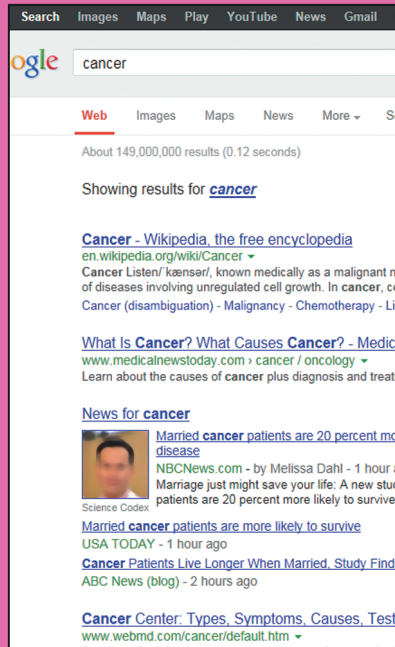 Search Images Maps Play YouTube News Gmail
ogle cancer
Web Images Maps News More
About 149,000,000 results (0.12 seconds)
Showing results for cancer
Cancer - Wikipedia, the free encyclopedia
en.wikipedia.org/wiki/Cancer
Cancer Listen/ˈkænsər/, known medically as a malignant
of diseases involving unregulated cell growth. In cancer,
Cancer (disambiguation) - Malignancy - Chemotherapy -
What Is Cancer? What Causes Cancer? -
www.medicalnewstoday.com › cancer / oncology
Learn about the causes of cancer plus diagnosis and
News for cancer
Married cancer patients are 20 percent
disease
NBCNews.com - by Melissa Dahl - 1 hour
Marriage just might save your life: A new
patients are 20 percent more likely to survive
Science Codex
Married cancer patients are more likely to survive
USA TODAY - 1 hour ago
Cancer Patients Live Longer When Married, Study
ABC News (blog) - 2 hours ago
Cancer Center: Types, Symptoms, Causes,
www.webmd.com/cancer/default.htm